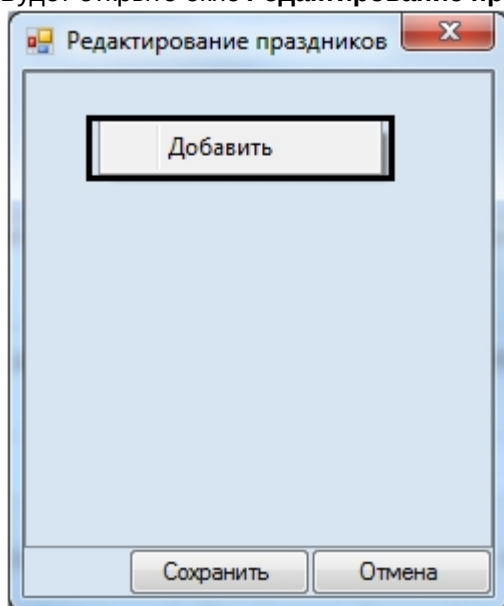 Будет открыто окно Редактирование пр
Редактирование праздников
Добавить
Сохранить Отмена